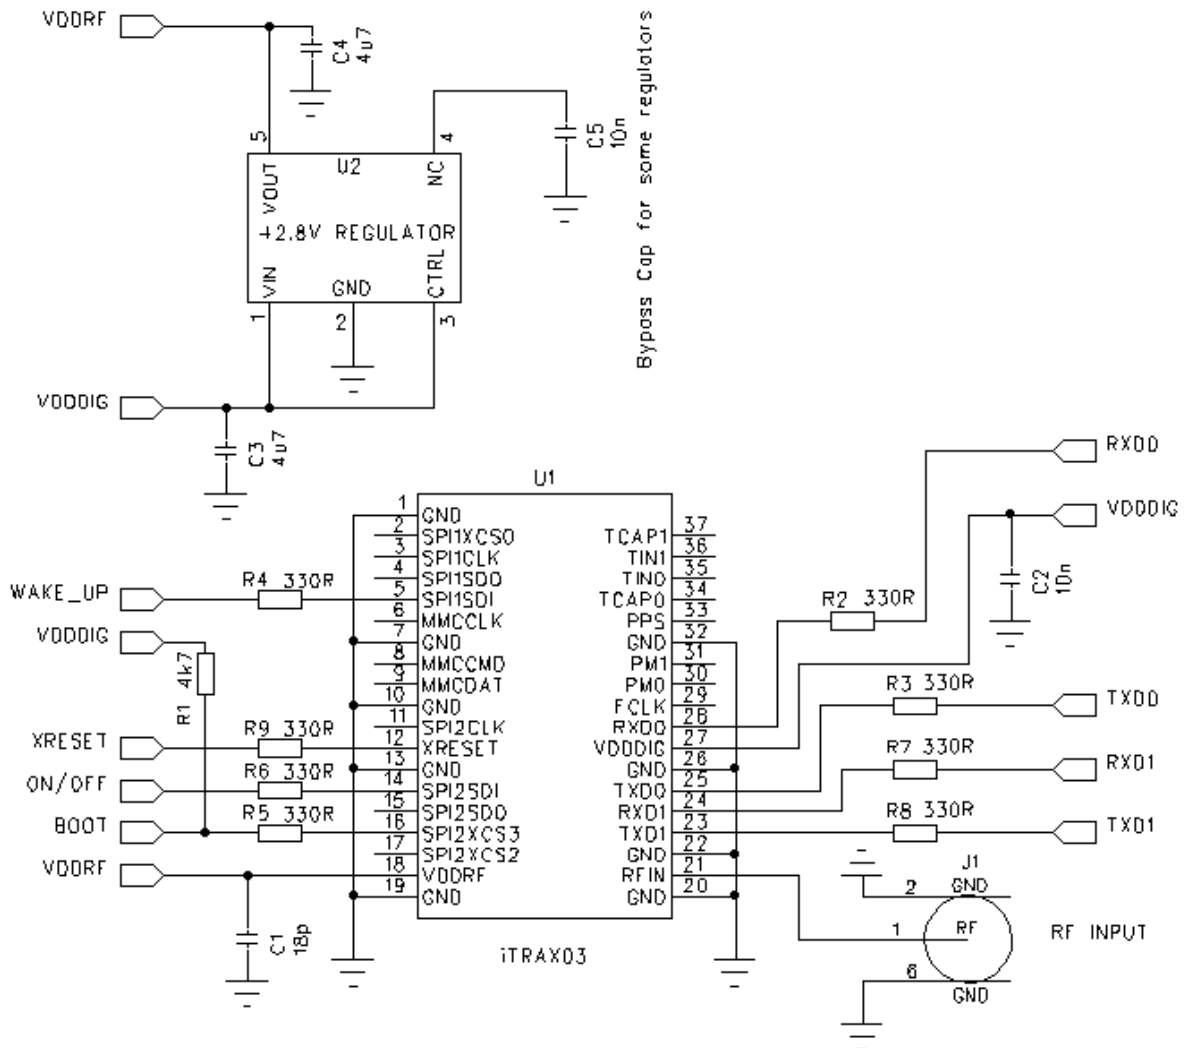 VDDRF
C4
4u7
5
4
C5
10n
Bypass Cap for some regulators
U2
VOUT
NC
+2.8V REGULATOR
VIN
GND
CTRL
1
2
3
VDDDIG
C3
4u7
RXD0
VDDDIG
C2
10n
U1
1 GND
2 SPI1XCS0
3 SPI1CLK
4 SPI1SDO
5 SPI1SDI
6 MMCCLK
7 GND
8 MMCCMD
9 MMCDAT
10 GND
11 SPI2CLK
12 XRESET
13 GND
14 SPI2SDI
15 SPI2SDO
16 SPI2XCS3
17 SPI2XCS2
18 VDDRF
19 GND
TCAP1 37
TIN1 36
TIN0 35
TCAP0 34
PPS 33
GND 32
PM1 31
PM0 30
FCLK 29
RXD0 28
VDDDIG 27
GND 26
TXD0 25
RXD1 24
TXD1 23
GND 22
RFIN 21
GND 20
iTRAX03
WAKE_UP
R4 330R
VDDDIG
R1 4k7
XRESET
R9 330R
ON/OFF
R6 330R
BOOT
R5 330R
VDDRF
C1
18p
R2 330R
R3 330R
TXD0
R7 330R
RXD1
R8 330R
TXD1
J1
2 GND
1 RF
RF INPUT
6 GND